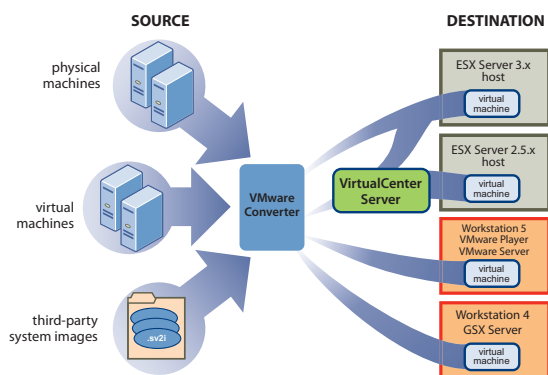 SOURCE
DESTINATION
physical
machines
virtual
machines
third-party
system images
.sv2i
VMware
Converter
VirtualCenter
Server
ESX Server 3.x
host
virtual
machine
ESX Server 2.5.x
host
virtual
machine
Workstation 5
VMware Player
VMware Server
virtual
machine
Workstation 4
GSX Server
virtual
machine